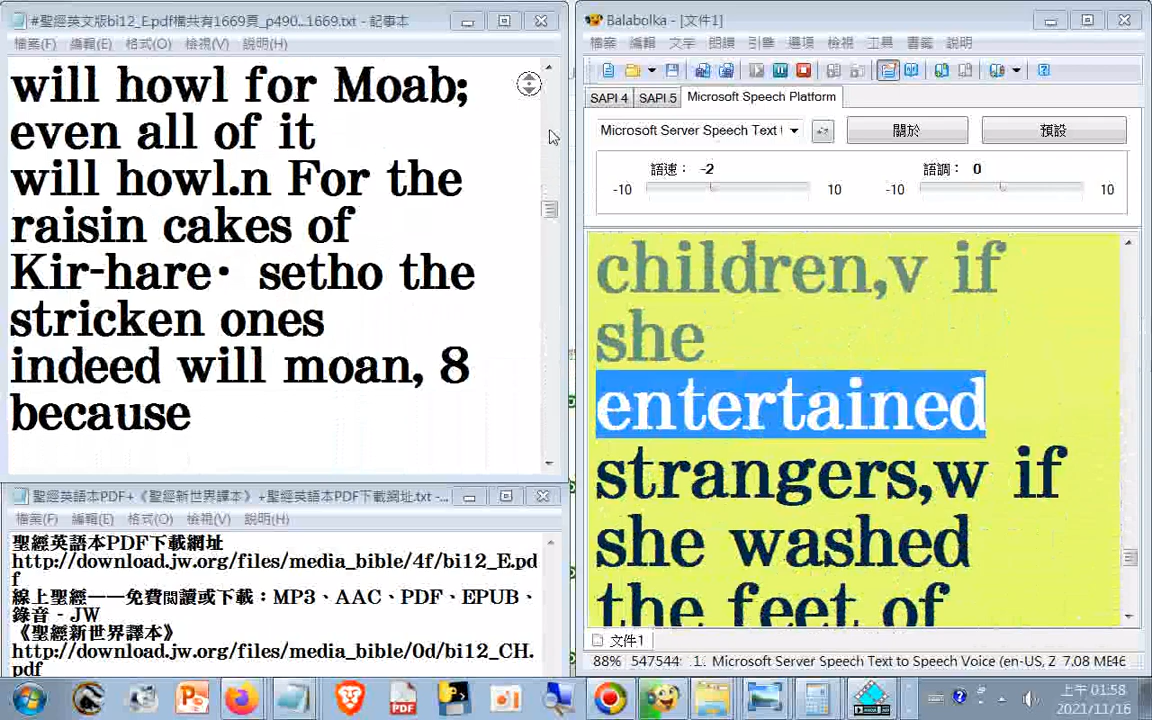 #聖經英文版bi12_E.pdf檔共有1669頁_p490...1669.txt - 記事本
檔案(F) 編輯(E) 格式(O) 檢視(V) 說明(H)
will howl for Moab;
even all of it
will howl.n For the
raisin cakes of
Kir-hare· setho the
stricken ones
indeed will moan, 8
because
聖經英語本PDF+《聖經新世界譯本》+聖經英語本PDF下載網址.txt -...
檔案(F) 編輯(E) 格式(O) 檢視(V) 說明(H)
聖經英語本PDF下載網址
http://download.jw.org/files/media_bible/4f/bi12_E.pd
f
線上聖經——免費閱讀或下載：MP3、AAC、PDF、EPUB、
錄音 - JW
《聖經新世界譯本》
http://download.jw.org/files/media_bible/0d/bi12_CH.
pdf
Balabolka - [文件1]
檔案 編輯 文字 朗讀 引擎 選項 檢視 工具 書籤 說明
SAPI 4 SAPI 5 Microsoft Speech Platform
Microsoft Server Speech Text 關於 預設
語速： -2 語調： 0
-10 10 -10 10
children,v if
she
entertained
strangers,w if
she washed
the feet of
文件1
88% 547544 .1. Microsoft Server Speech Text to Speech Voice (en-US, Z 7.08 ME46
PDF
上午 01:58
2021/11/16